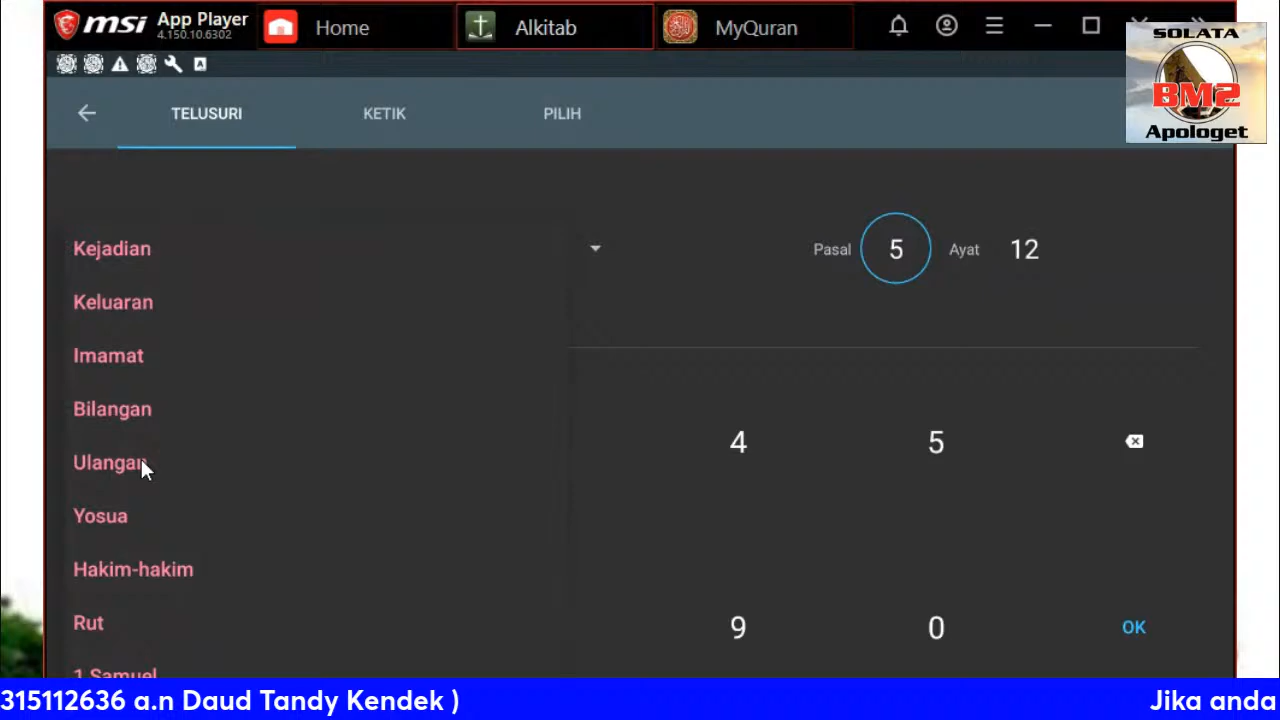 msi App Player
4.150.10.6302
Home
Alkitab
MyQuran
SOLATA
BM2
Apologet
TELUSURI
KETIK
PILIH
Kejadian
Pasal 5 Ayat 12
Keluaran
Imamat
Bilangan
4 5
Ulangan
Yosua
Hakim-hakim
Rut
9 0 OK
1 Samuel
315112636 a.n Daud Tandy Kendek )
Jika anda